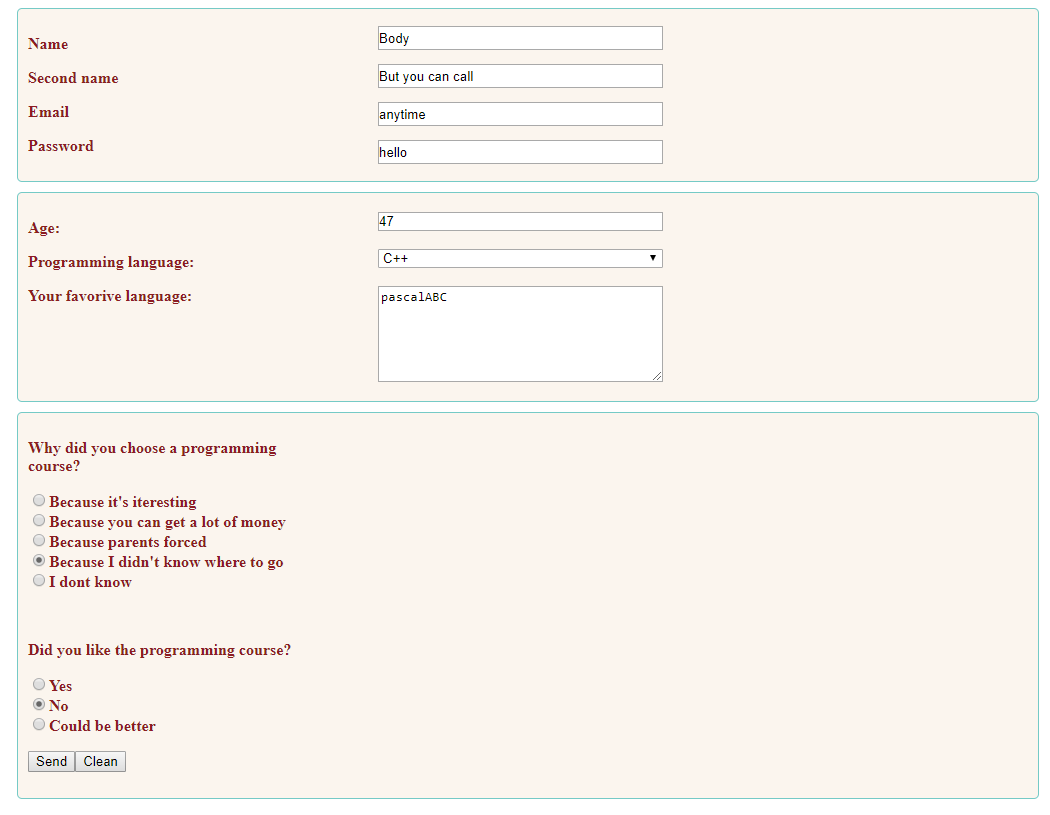 Name Body
Second name But you can call
Email anytime
Password hello
Age: 47
Programming language: C++
Your favorive language: pascalABC
Why did you choose a programming
course?
Because it's iteresting
Because you can get a lot of money
Because parents forced
Because I didn't know where to go
I dont know
Did you like the programming course?
Yes
No
Could be better
Send Clean